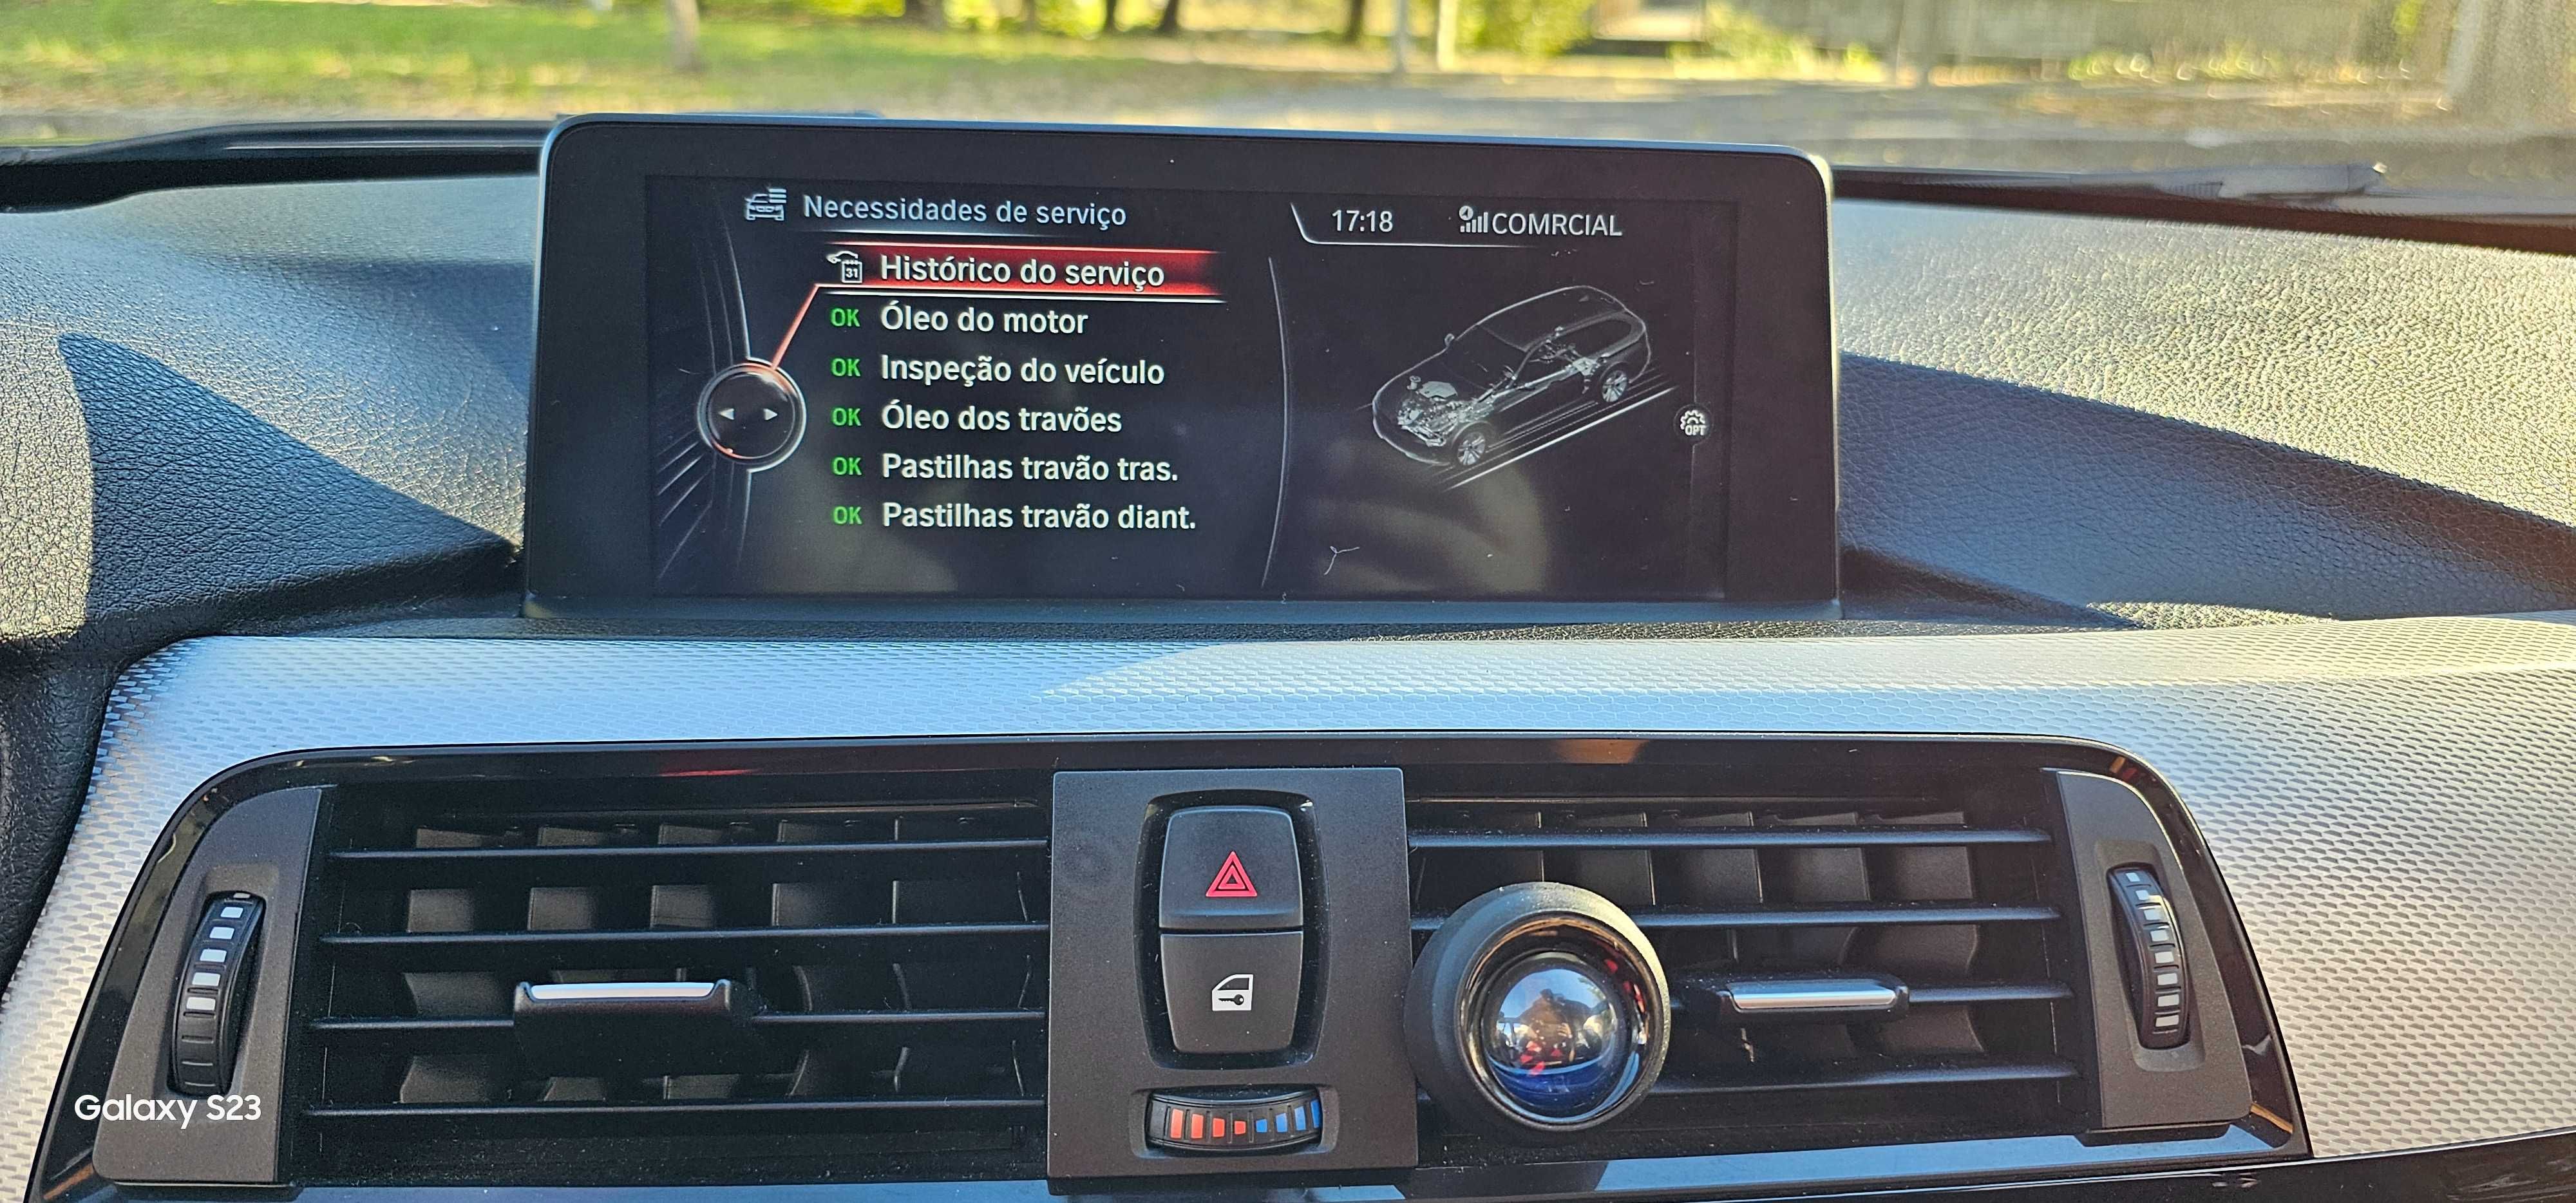 Necessidades de serviço
17:18
COMRCIAL
31
Histórico do serviço
OK Óleo do motor
OK Inspeção do veículo
OK Óleo dos travões
OK Pastilhas travão tras.
OK Pastilhas travão diant.
OPT
Galaxy S23